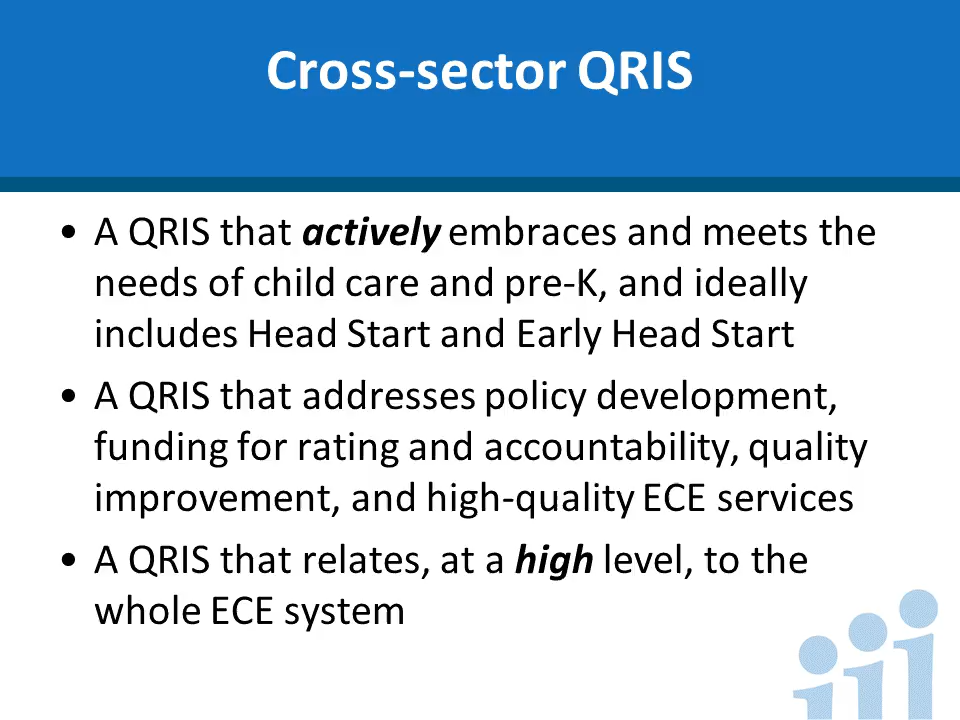 Cross-sector QRIS
• A QRIS that actively embraces and meets the
needs of child care and pre-K, and ideally
includes Head Start and Early Head Start
• A QRIS that addresses policy development,
funding for rating and accountability, quality
improvement, and high-quality ECE services
• A QRIS that relates, at a high level, to the
whole ECE system